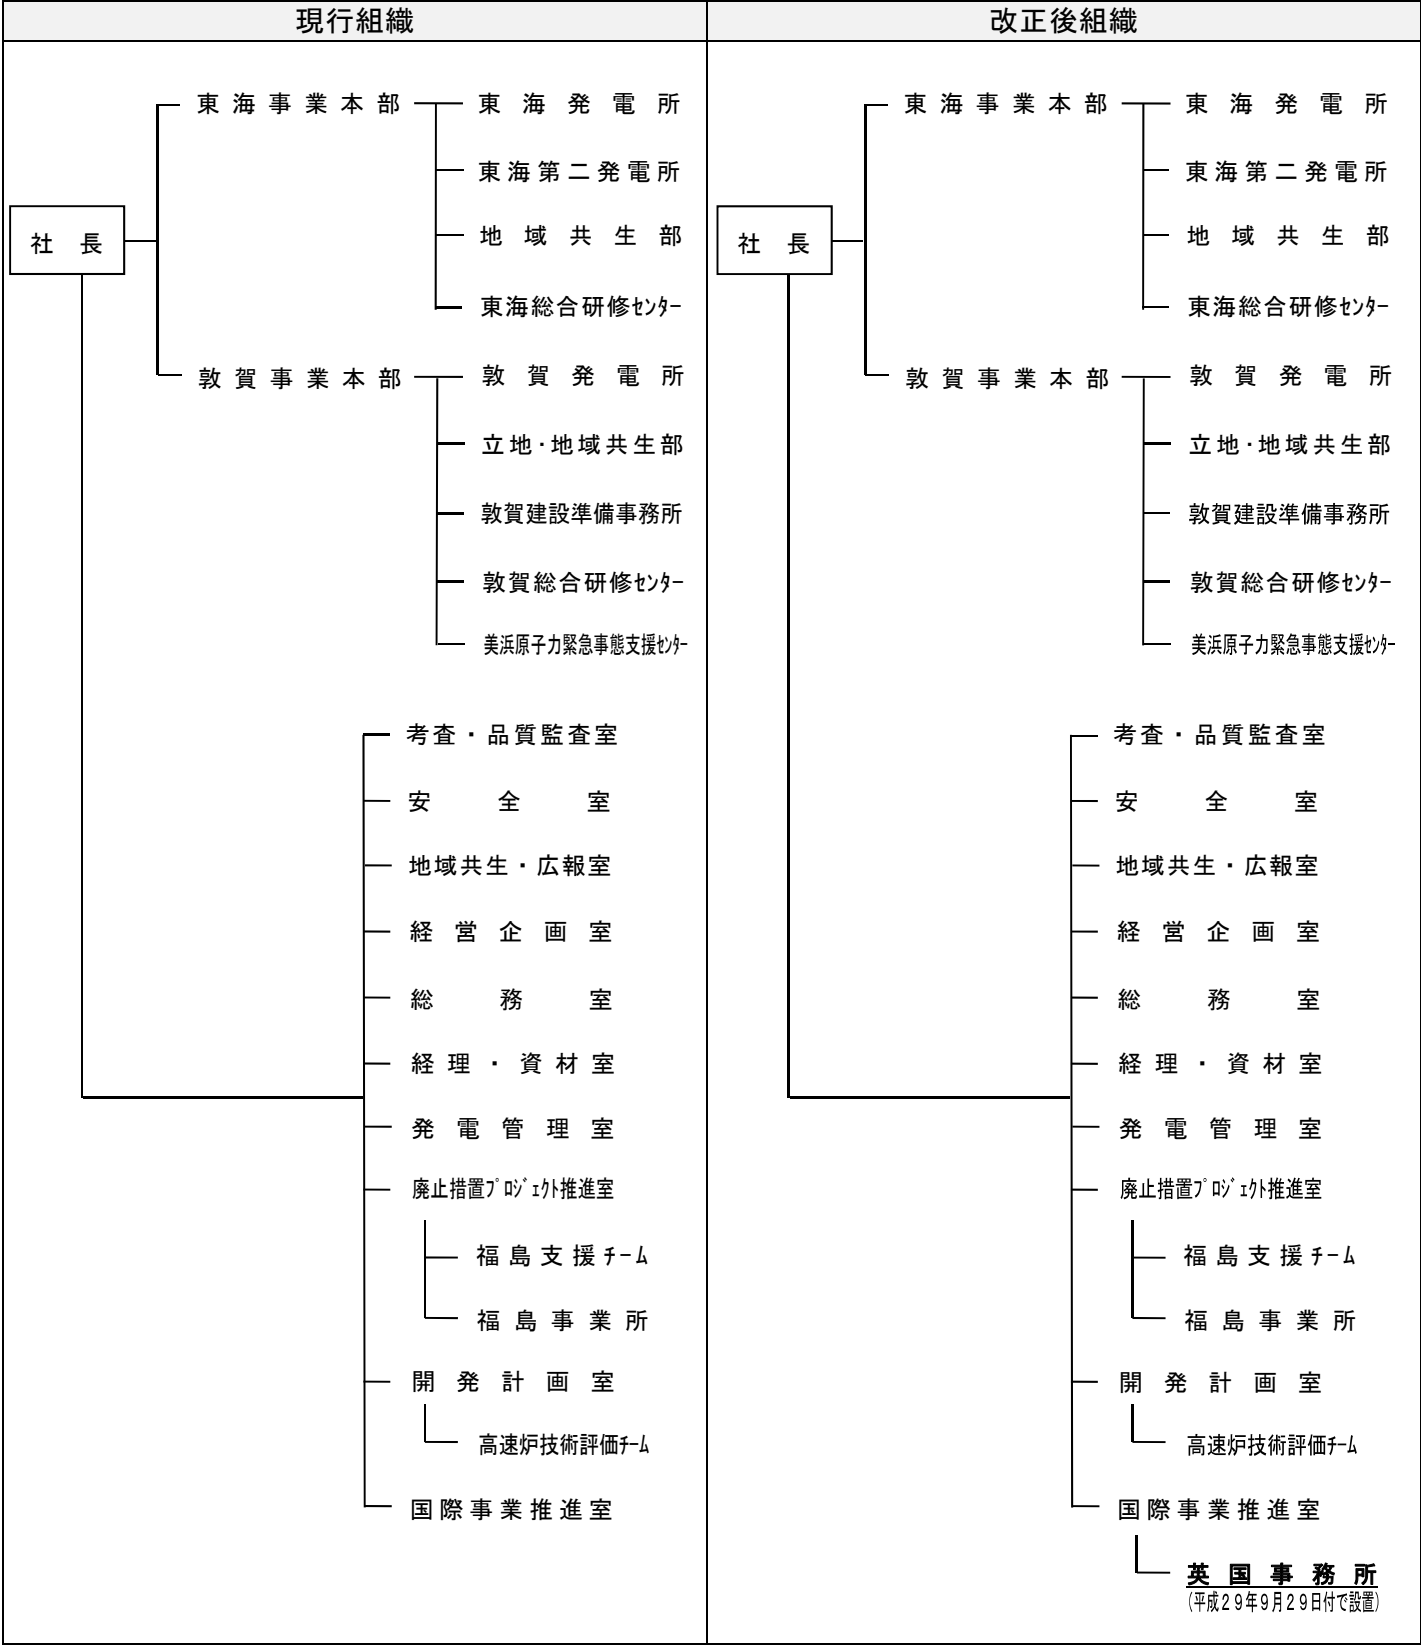 現行組織
東海事業本部
東海発電所
東海第二発電所
社長
地域共生部
東海総合研修ｾﾝﾀｰ
敦賀事業本部
敦賀発電所
立地・地域共生部
敦賀建設準備事務所
敦賀総合研修ｾﾝﾀｰ
美浜原子力緊急事態支援ｾﾝﾀｰ
考査・品質監査室
安全室
地域共生・広報室
経営企画室
総務室
経理・資材室
発電管理室
廃止措置ﾌﾟﾛｼﾞｪｸﾄ推進室
福島支援ﾁｰﾑ
福島事業所
開発計画室
高速炉技術評価ﾁｰﾑ
国際事業推進室
改正後組織
東海事業本部
東海発電所
東海第二発電所
社長
地域共生部
東海総合研修ｾﾝﾀｰ
敦賀事業本部
敦賀発電所
立地・地域共生部
敦賀建設準備事務所
敦賀総合研修ｾﾝﾀｰ
美浜原子力緊急事態支援ｾﾝﾀｰ
考査・品質監査室
安全室
地域共生・広報室
経営企画室
総務室
経理・資材室
発電管理室
廃止措置ﾌﾟﾛｼﾞｪｸﾄ推進室
福島支援ﾁｰﾑ
福島事業所
開発計画室
高速炉技術評価ﾁｰﾑ
国際事業推進室
英国事務所
(平成２９年９月２９日付で設置)